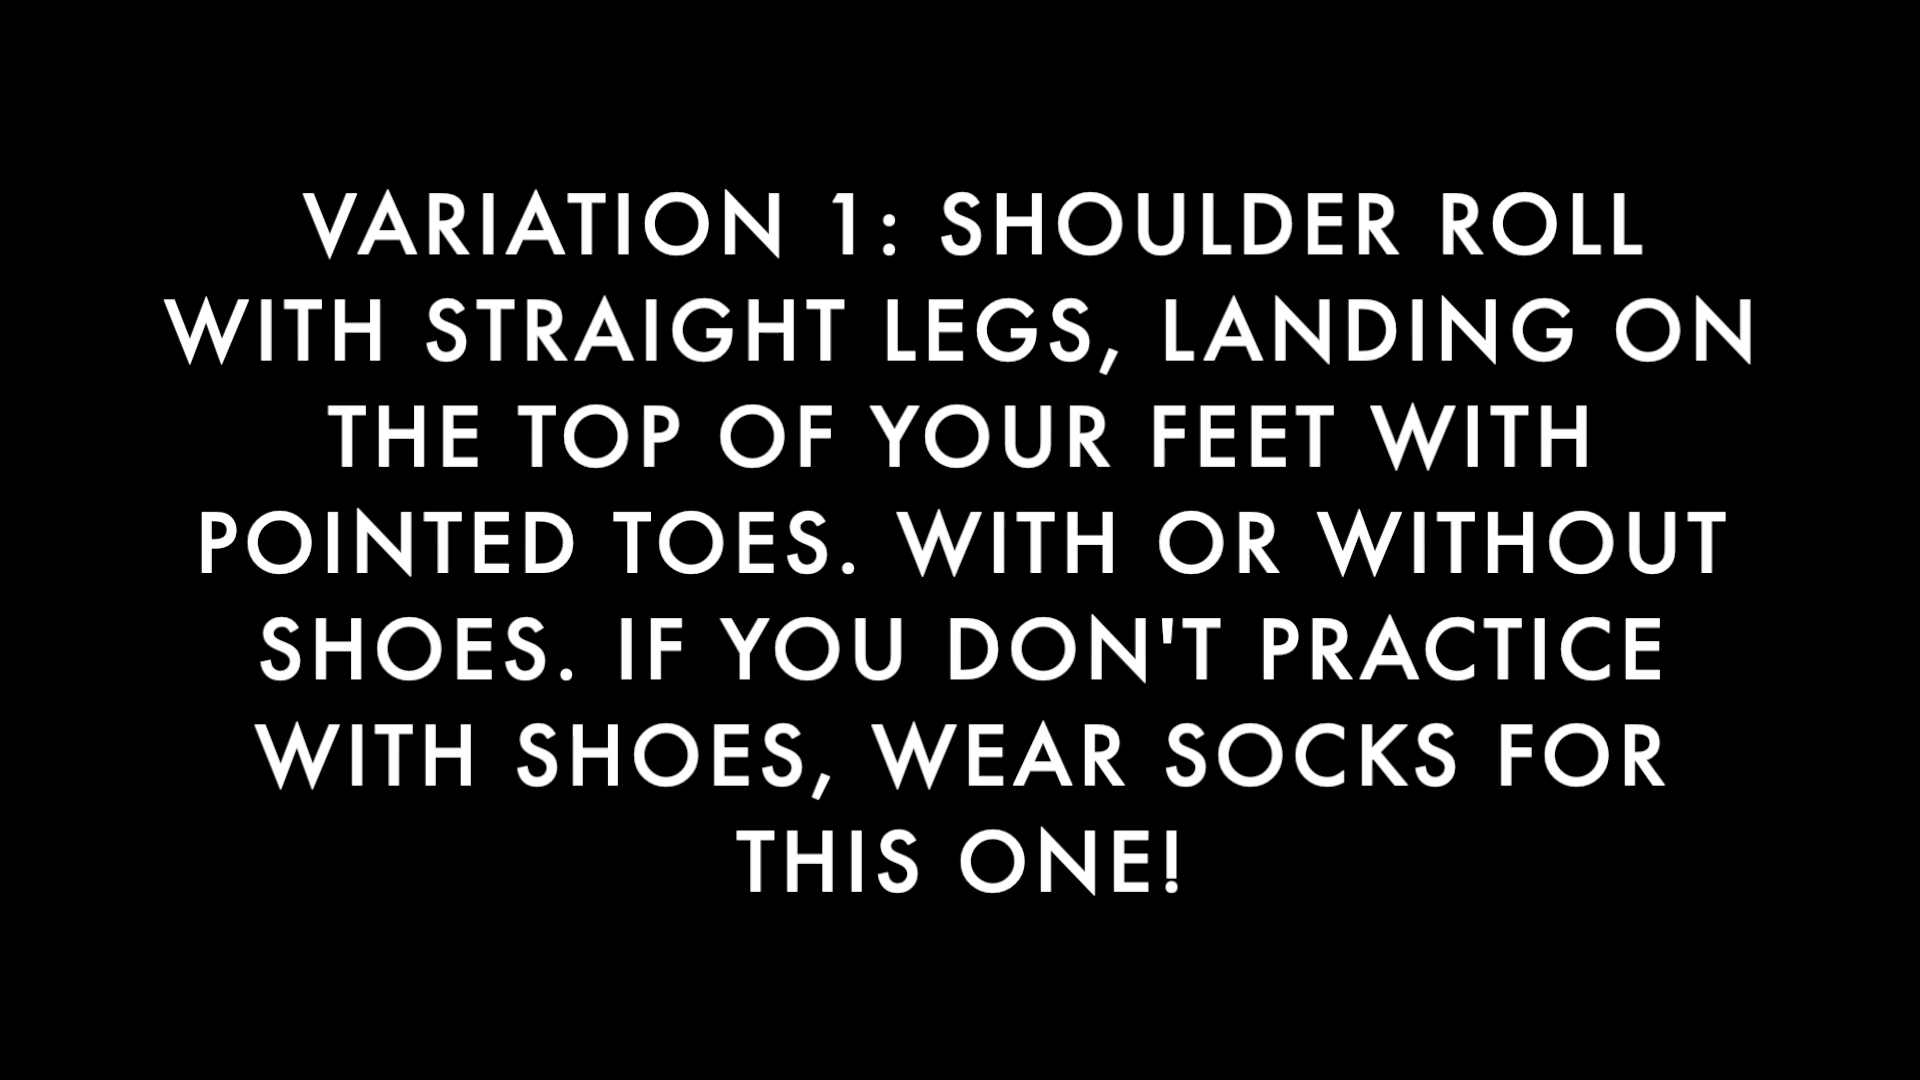 VARIATION 1: SHOULDER ROLL
WITH STRAIGHT LEGS, LANDING ON
THE TOP OF YOUR FEET WITH
POINTED TOES. WITH OR WITHOUT
SHOES. IF YOU DON'T PRACTICE
WITH SHOES, WEAR SOCKS FOR
THIS ONE!